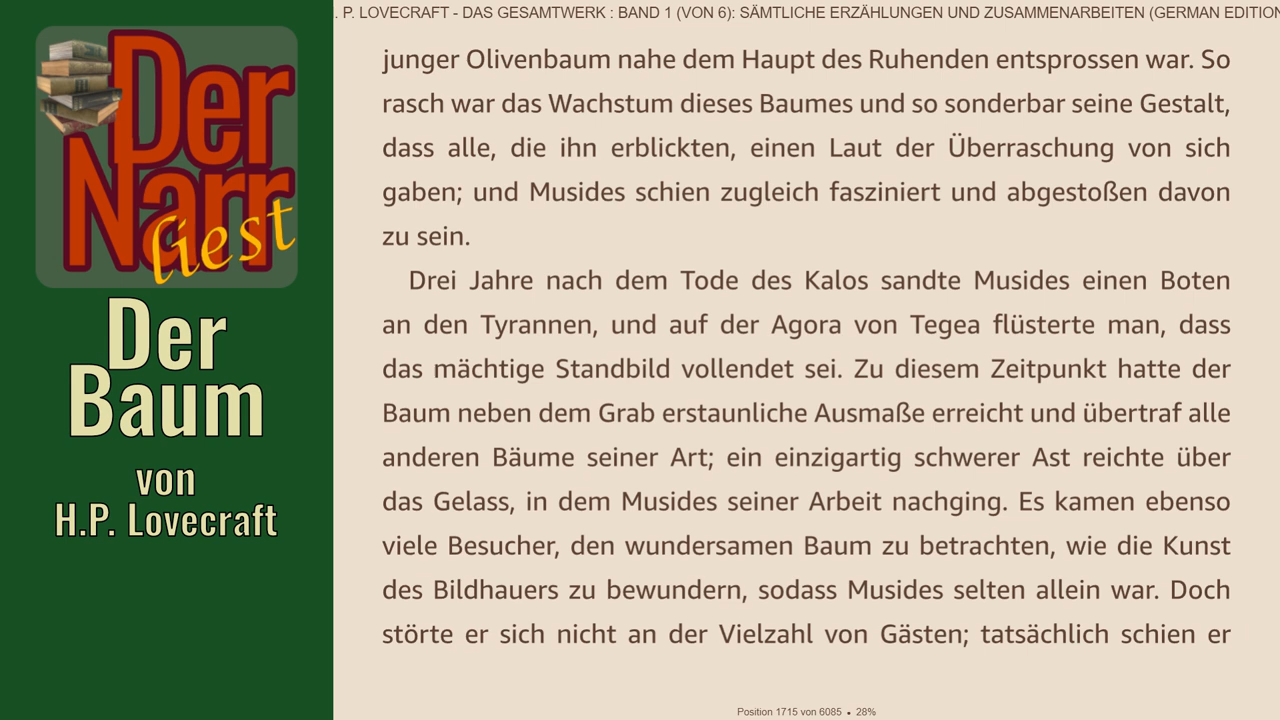 Der
Narr
liest
Der
Baum
von
H.P. Lovecraft
. P. LOVECRAFT - DAS GESAMTWERK : BAND 1 (VON 6): SÄMTLICHE ERZÄHLUNGEN UND ZUSAMMENARBEITEN (GERMAN EDITION
junger Olivenbaum nahe dem Haupt des Ruhenden entsprossen war. So
rasch war das Wachstum dieses Baumes und so sonderbar seine Gestalt,
dass alle, die ihn erblickten, einen Laut der Überraschung von sich
gaben; und Musides schien zugleich fasziniert und abgestoßen davon
zu sein.
Drei Jahre nach dem Tode des Kalos sandte Musides einen Boten
an den Tyrannen, und auf der Agora von Tegea flüsterte man, dass
das mächtige Standbild vollendet sei. Zu diesem Zeitpunkt hatte der
Baum neben dem Grab erstaunliche Ausmaße erreicht und übertraf alle
anderen Bäume seiner Art; ein einzigartig schwerer Ast reichte über
das Gelass, in dem Musides seiner Arbeit nachging. Es kamen ebenso
viele Besucher, den wundersamen Baum zu betrachten, wie die Kunst
des Bildhauers zu bewundern, sodass Musides selten allein war. Doch
störte er sich nicht an der Vielzahl von Gästen; tatsächlich schien er
Position 1715 von 6085 • 28%